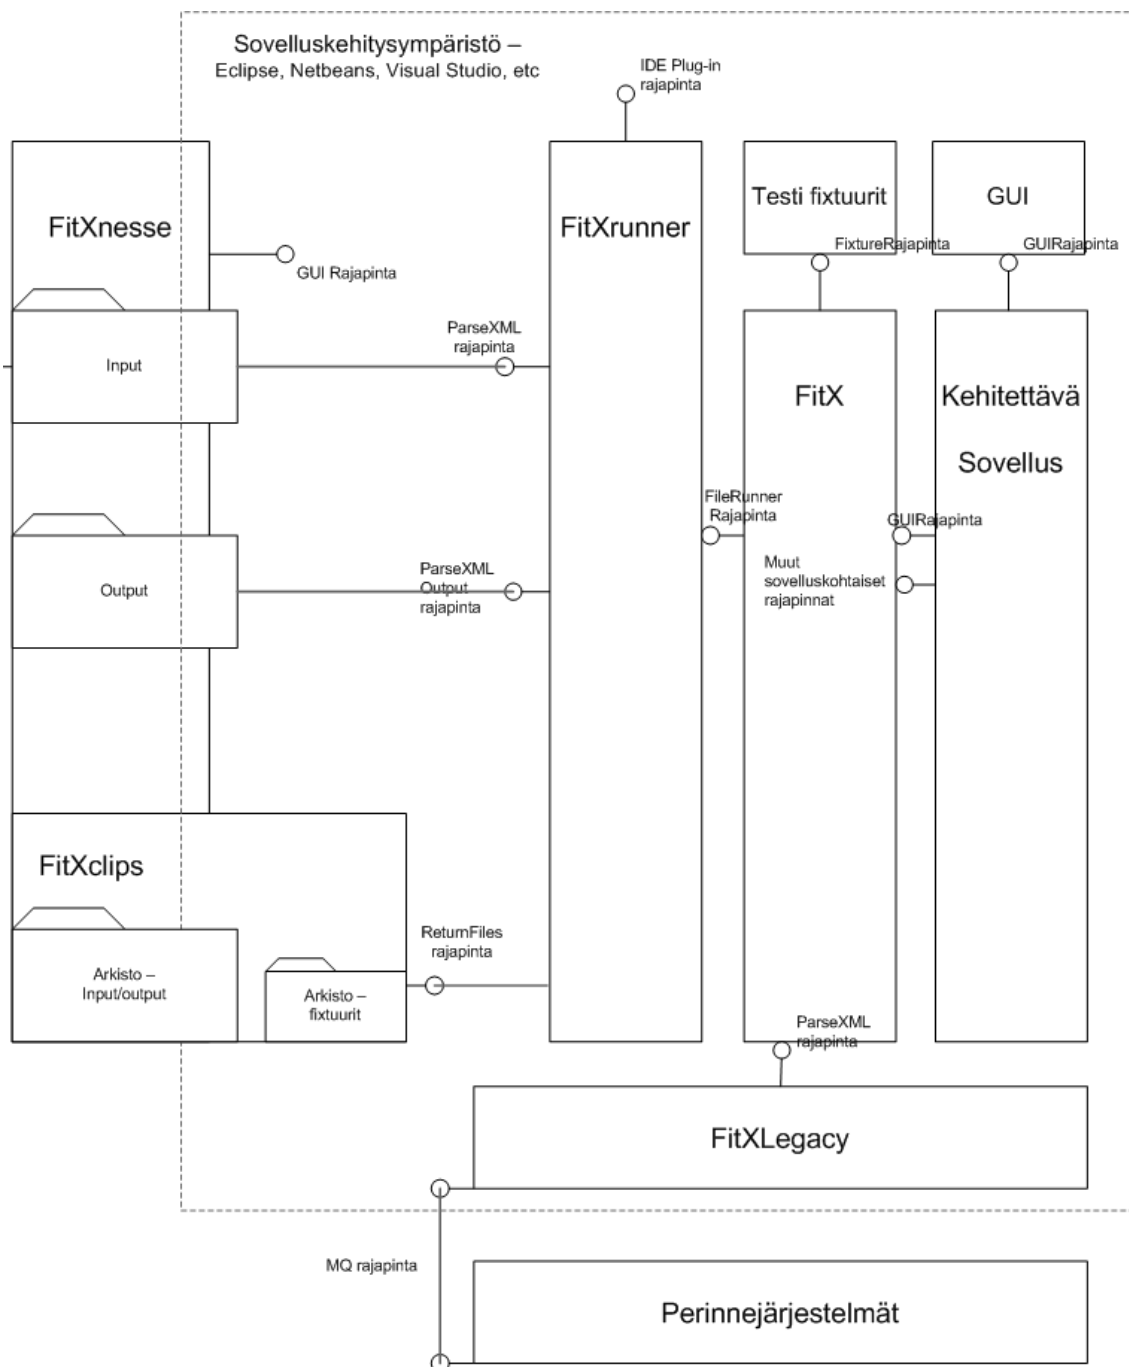 Sovelluskehitysympäristö –
Eclipse, Netbeans, Visual Studio, etc
IDE Plug-in
rajapinta
FitXnesse
FitXrunner
Testi fixtuurit
GUI
GUI Rajapinta
FixtureRajapinta
GUIRajapinta
Input
ParseXML
rajapinta
FitX
Kehitettävä
Sovellus
FileRunner
Rajapinta
GUIRajapinta
Output
ParseXML
Output
rajapinta
Muut
sovelluskohtaiset
rajapinnat
FitXclips
Arkisto –
Input/output
Arkisto –
fixtuurit
ReturnFiles
rajapinta
ParseXML
rajapinta
FitXLegacy
MQ rajapinta
Perinnejärjestelmät